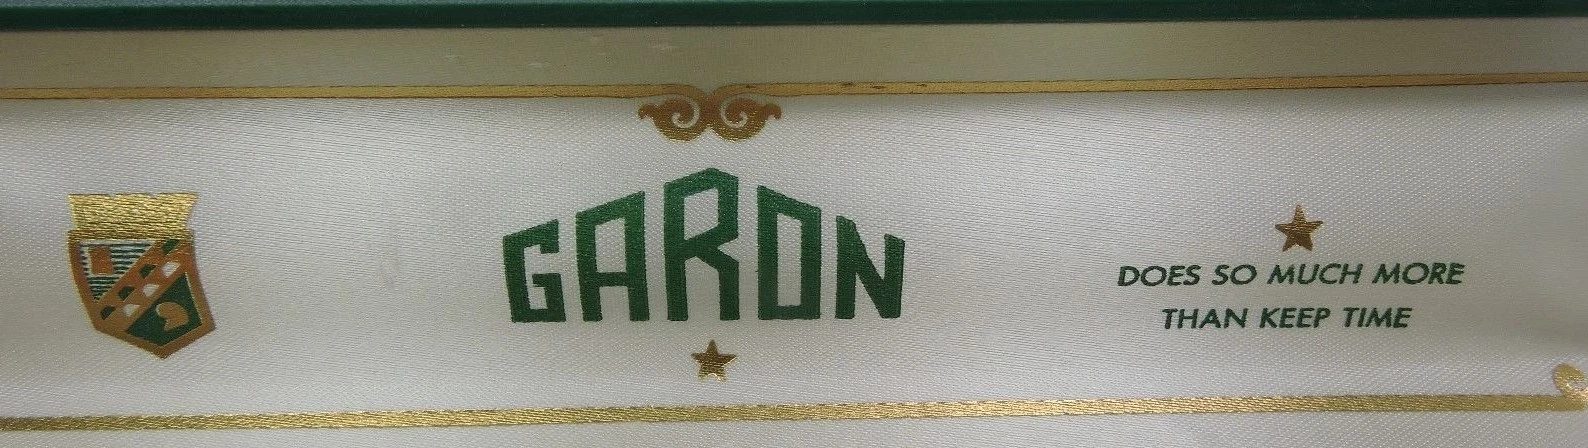 GARON
DOES SO MUCH MORE
THAN KEEP TIME